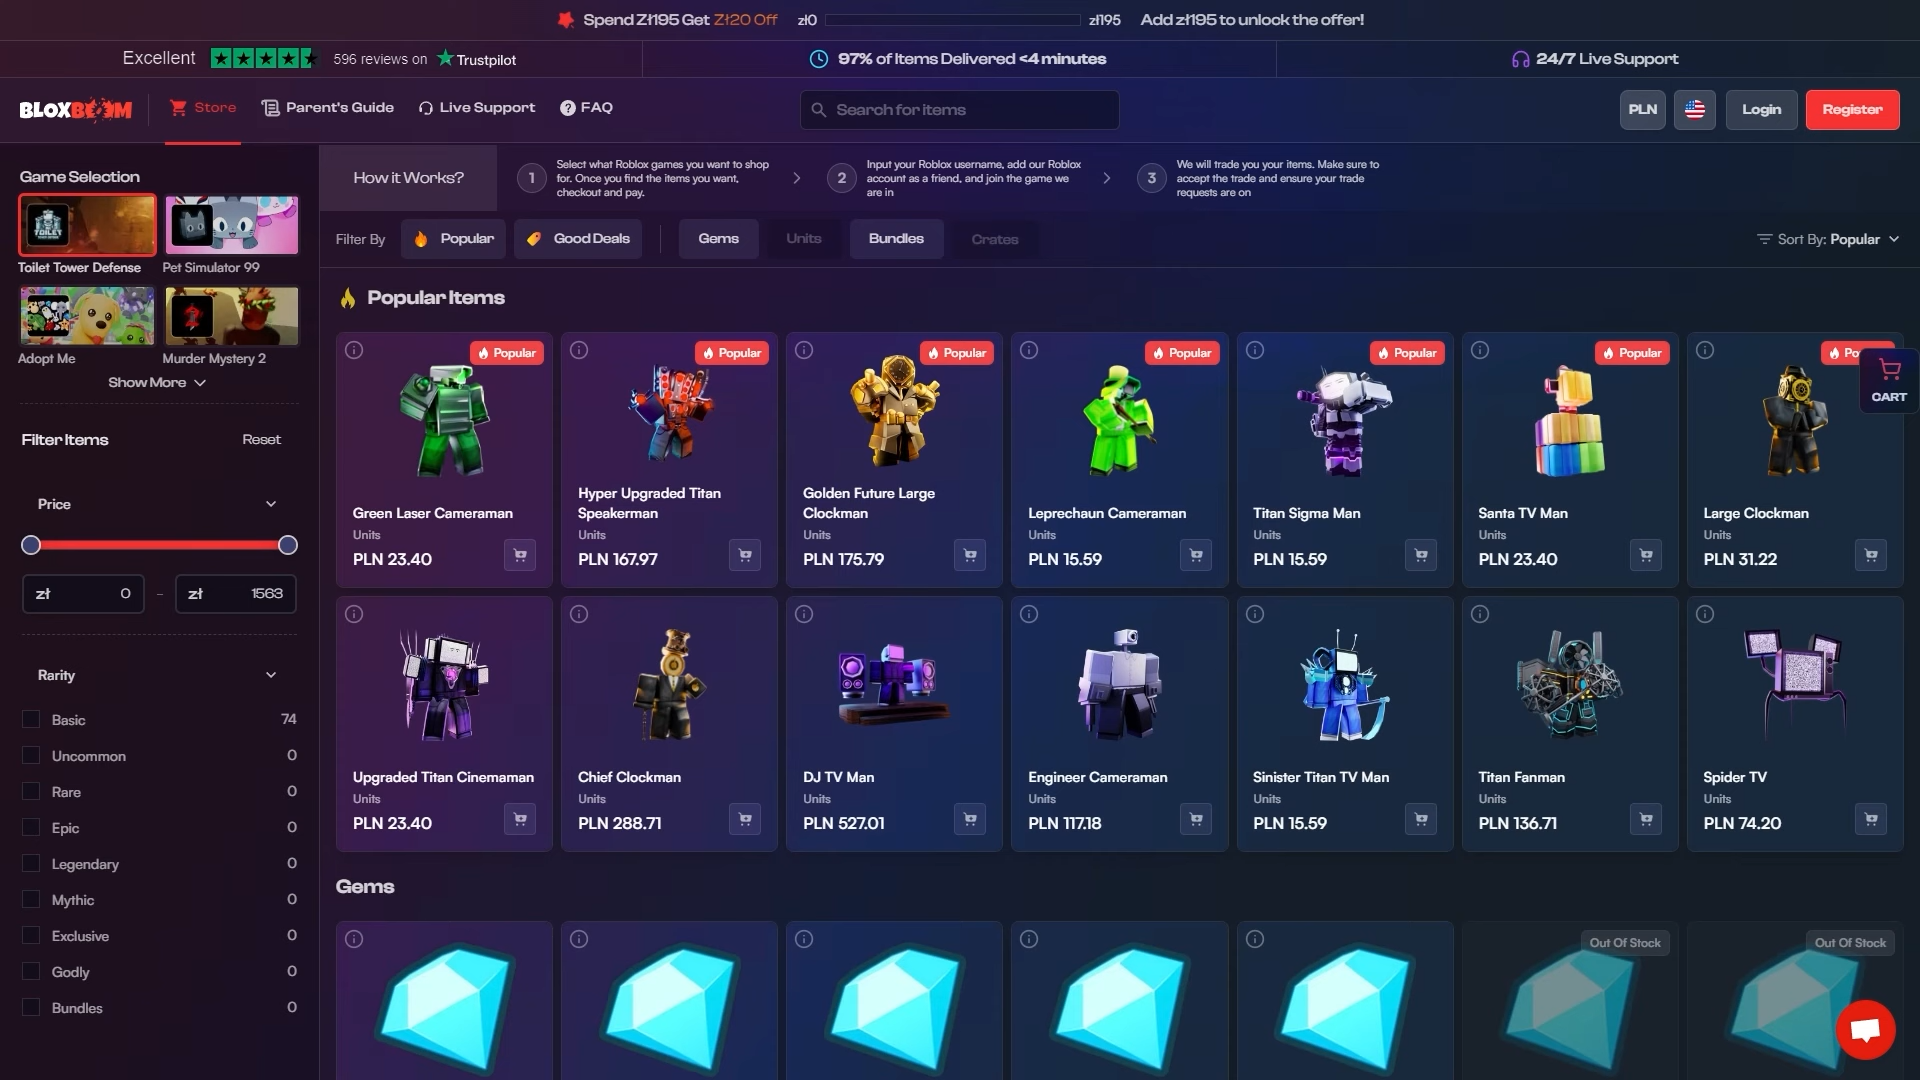 Spend Zł195 Get Zł20 Off
zł0
zł195
Add zł195 to unlock the offer!
Excellent
596 reviews on
Trustpilot
97% of Items Delivered <4 minutes
24/7 Live Support
BLOXBOOM
Store
Parent's Guide
Live Support
FAQ
Search for items
PLN
Login
Register
Game Selection
Toilet Tower Defense
Pet Simulator 99
Adopt Me
Murder Mystery 2
Show More
How it Works?
1
Select what Roblox games you want to shop
for. Once you find the items you want,
checkout and pay.
2
Input your Roblox username, add our Roblox
account as a friend, and join the game we
are in
3
We will trade you your items. Make sure to
accept the trade and ensure your trade
requests are on
Filter By
Popular
Good Deals
Gems
Units
Bundles
Crates
Sort By: Popular
Filter Items
Reset
Price
zł 0
–
zł 1563
Rarity
Basic 74
Uncommon 0
Rare 0
Epic 0
Legendary 0
Mythic 0
Exclusive 0
Godly 0
Bundles 0
Popular Items
Popular
Green Laser Cameraman
Units
PLN 23.40
Popular
Hyper Upgraded Titan
Speakerman
Units
PLN 167.97
Popular
Golden Future Large
Clockman
Units
PLN 175.79
Popular
Leprechaun Cameraman
Units
PLN 15.59
Popular
Titan Sigma Man
Units
PLN 15.59
Popular
Santa TV Man
Units
PLN 23.40
Large Clockman
Units
PLN 31.22
CART
Upgraded Titan Cinemaman
Units
PLN 23.40
Chief Clockman
Units
PLN 288.71
DJ TV Man
Units
PLN 527.01
Engineer Cameraman
Units
PLN 117.18
Sinister Titan TV Man
Units
PLN 15.59
Titan Fanman
Units
PLN 136.71
Spider TV
Units
PLN 74.20
Gems
Out Of Stock
Out Of Stock